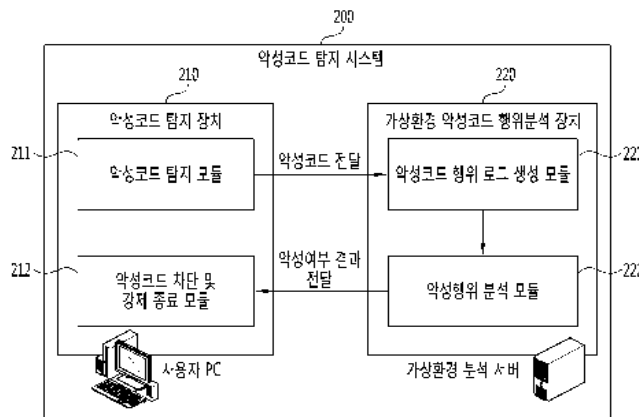 200
악성코드 탐지 시스템
210
220
악성코드 탐지 장치
가상환경 악성코드 행위분석 장치
211
악성코드 탐지 모듈
악성코드 전달
악성코드 행위 로그 생성 모듈
212
악성코드 차단 및
강제 종료 모듈
악성여부 결과
전달
악성행위 분석 모듈
사용자 PC
가상환경 분석 서버